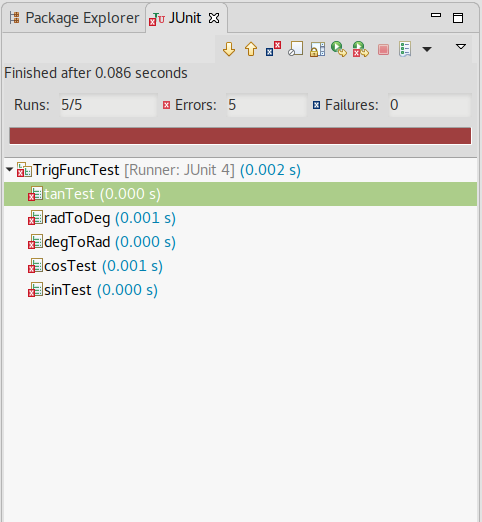 Package Explorer JUnit
Finished after 0.086 seconds
Runs: 5/5 Errors: 5 Failures: 0
TrigFuncTest [Runner: JUnit 4] (0.002 s)
tanTest (0.000 s)
radToDeg (0.001 s)
degToRad (0.000 s)
cosTest (0.001 s)
sinTest (0.000 s)